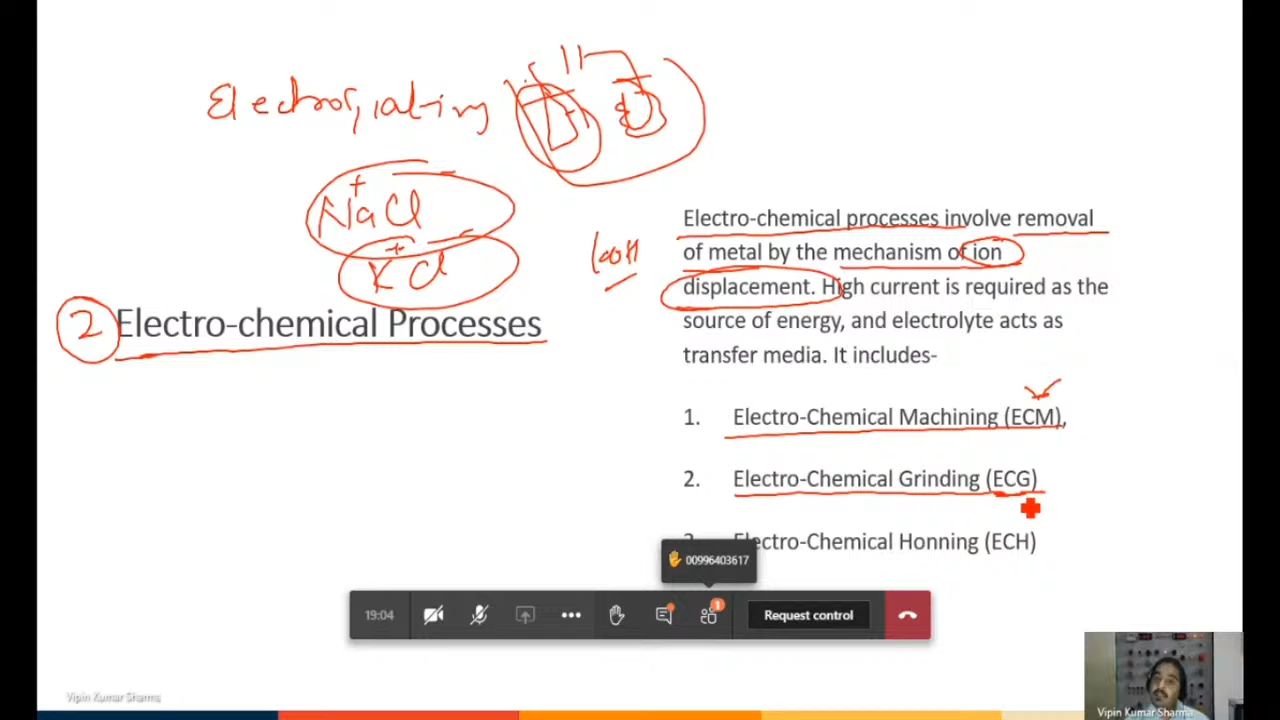 Electroplating
NaCl
+
KCl
+
2
Electro-chemical Processes
Electro-chemical processes involve removal
of metal by the mechanism of ion
displacement. High current is required as the
source of energy, and electrolyte acts as
transfer media. It includes-
1. Electro-Chemical Machining (ECM),
2. Electro-Chemical Grinding (ECG)
Electro-Chemical Honning (ECH)
00996403617
19:04
1
Request control
Vipin Kumar Sharma
Vipin Kumar Sharma